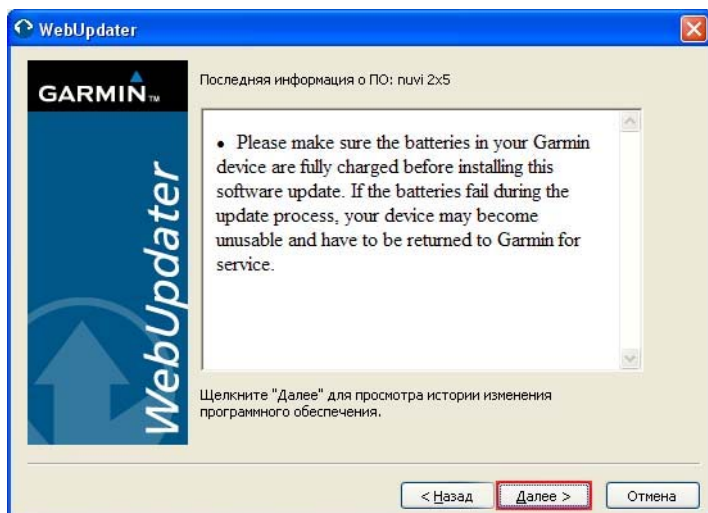 WebUpdater
GARMIN™
WebUpdater
Последняя информация о ПО: nuvi 2x5
• Please make sure the batteries in your Garmin
device are fully charged before installing this
software update. If the batteries fail during the
update process, your device may become
unusable and have to be returned to Garmin for
service.
Щелкните "Далее" для просмотра истории изменения
программного обеспечения.
< Назад
Далее >
Отмена